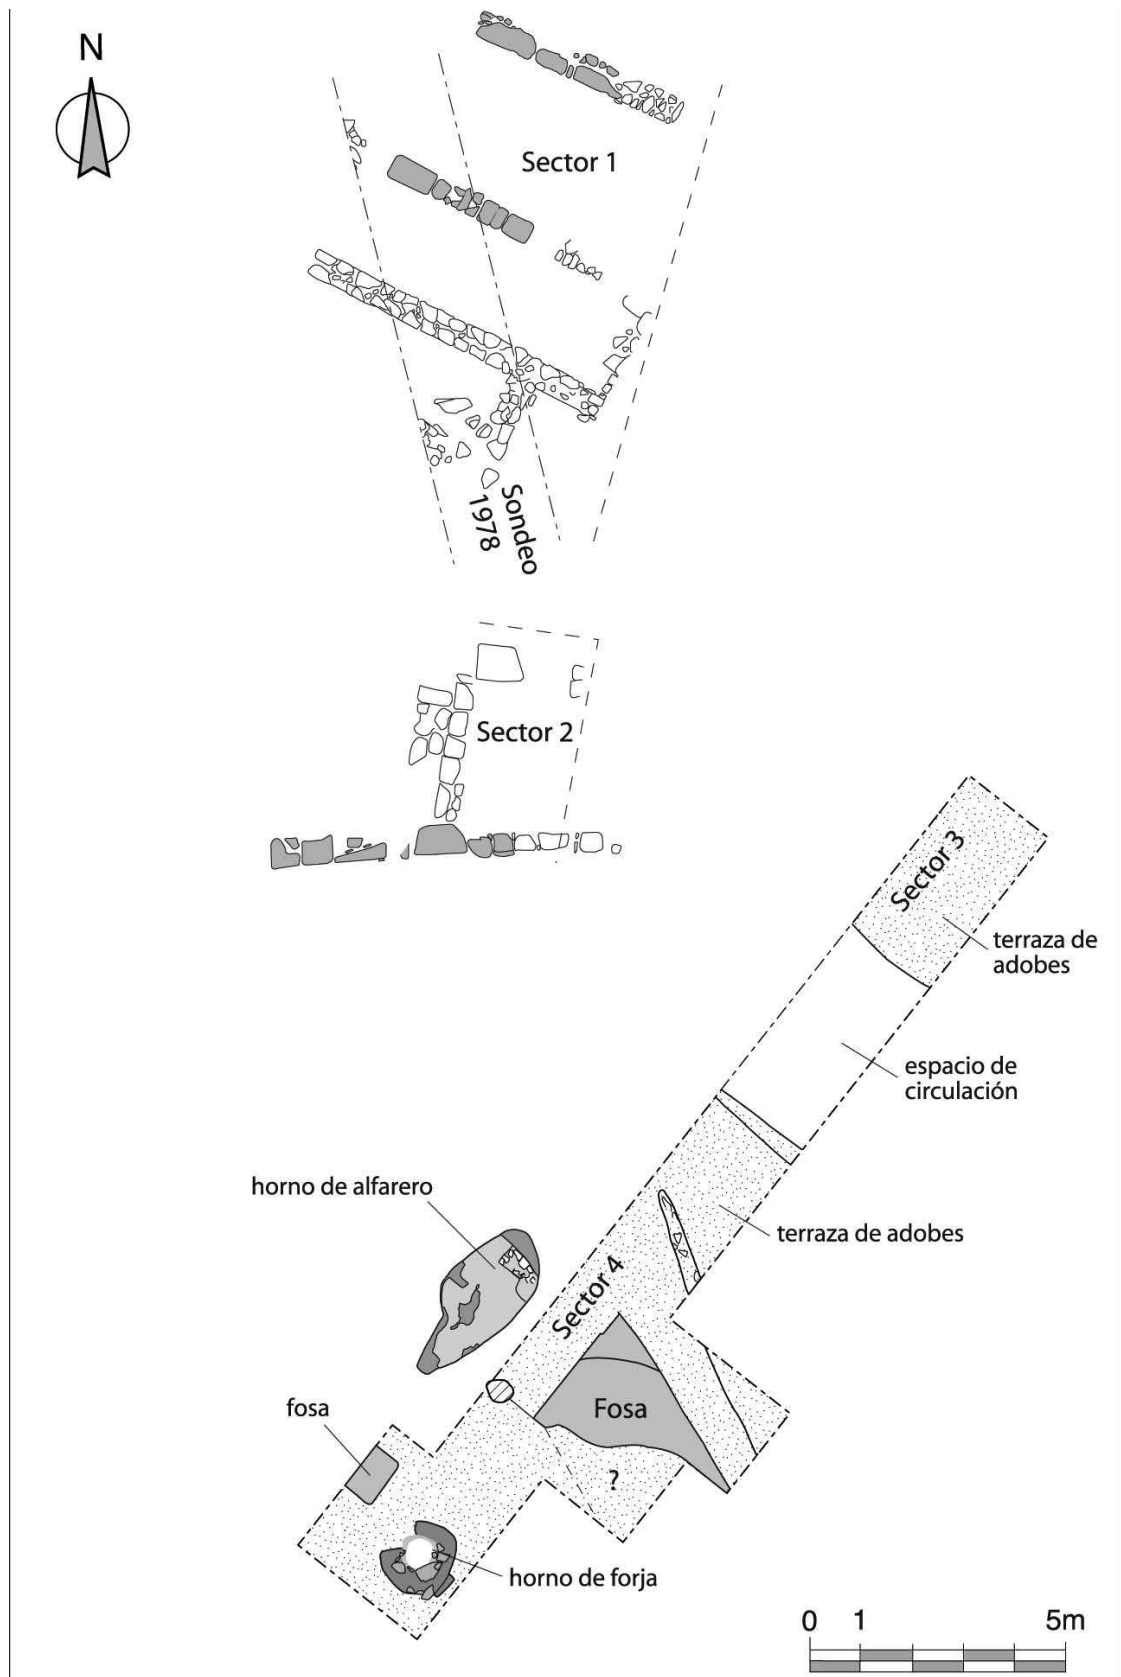 N
Sector 1
Sondeo
1978
Sector 2
Sector 3
terraza de
adobes
espacio de
circulación
horno de alfarero
terraza de adobes
Sector 4
fosa
Fosa
?
horno de forja
0 1 5m